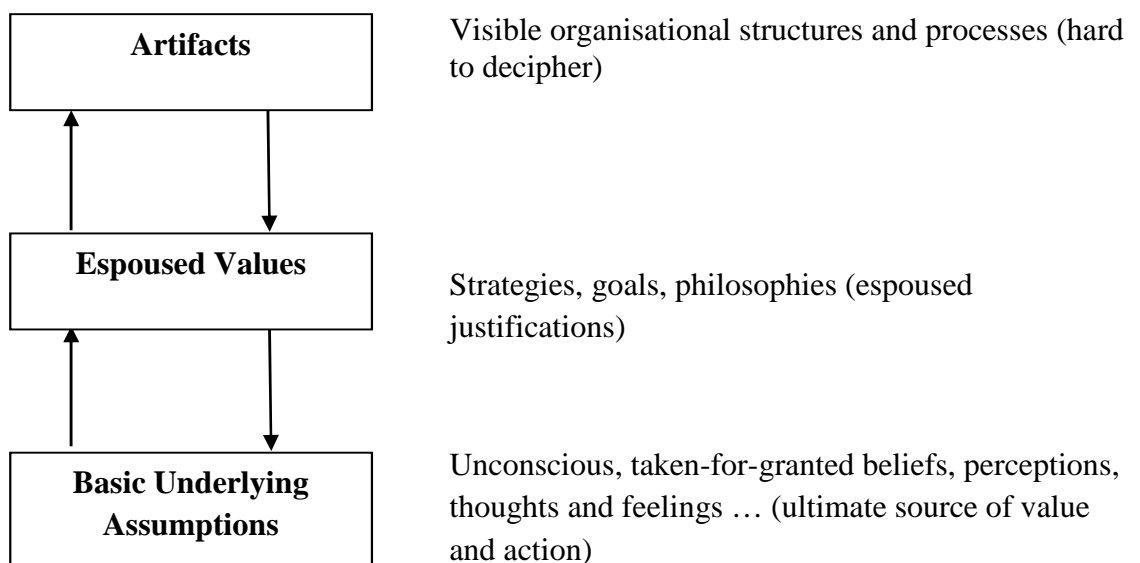 Artifacts
Visible organisational structures and processes (hard
to decipher)
Espoused Values
Strategies, goals, philosophies (espoused
justifications)
Basic Underlying
Assumptions
Unconscious, taken-for-granted beliefs, perceptions,
thoughts and feelings … (ultimate source of value
and action)